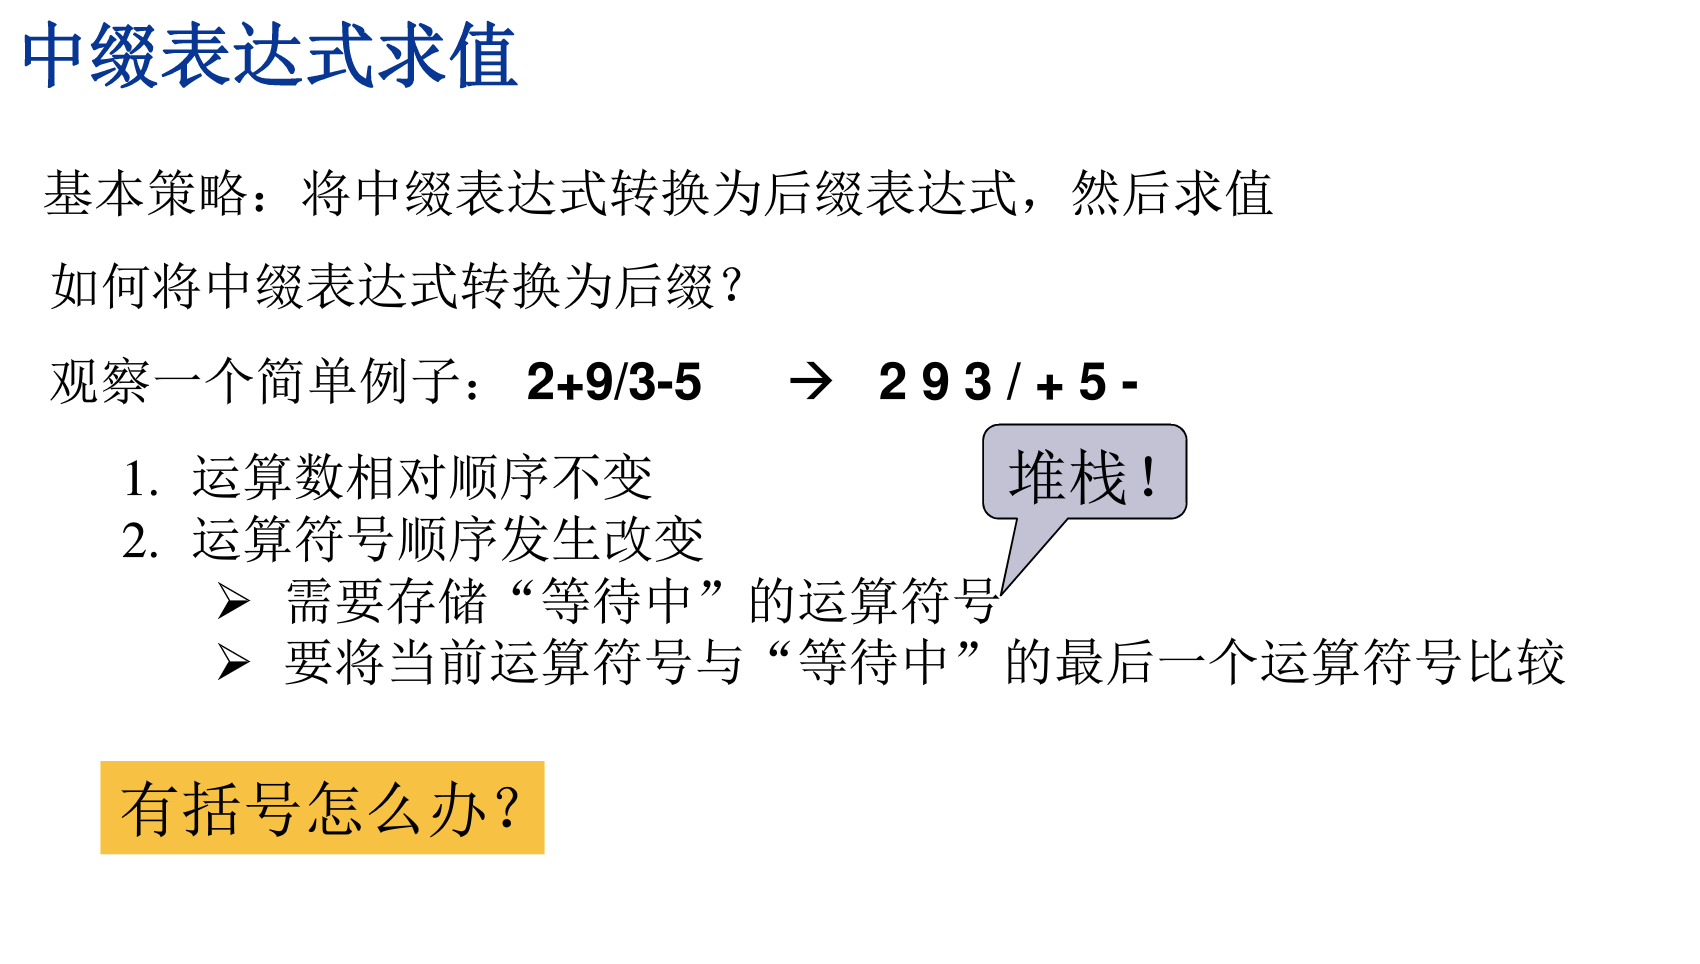 中缀表达式求值
基本策略：将中缀表达式转换为后缀表达式，然后求值
如何将中缀表达式转换为后缀？
观察一个简单例子： 2+9/3-5 → 2 9 3 / + 5 -
堆栈！
1. 运算数相对顺序不变
2. 运算符号顺序发生改变
➢ 需要存储“等待中”的运算符号
➢ 要将当前运算符号与“等待中”的最后一个运算符号比较
有括号怎么办？